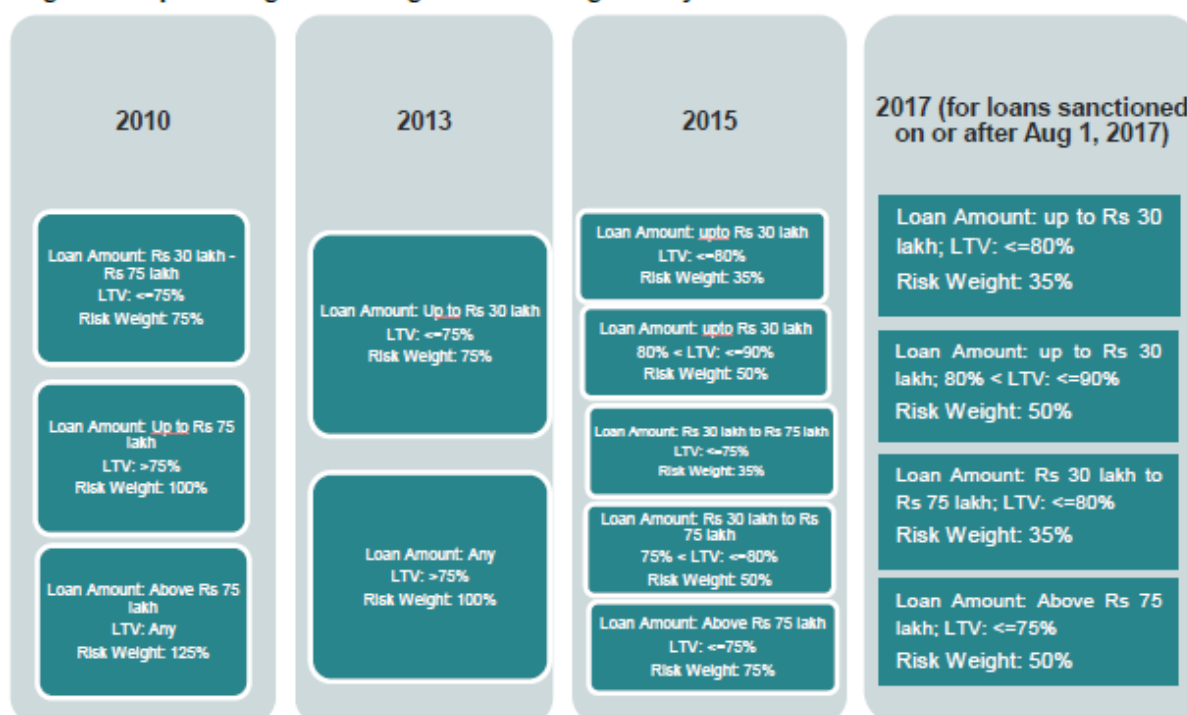 2010
Loan Amount: Rs 30 lakh -
Rs 75 lakh
LTV: <=75%
Risk Weight: 75%
Loan Amount: Up to Rs 75
lakh
LTV: >75%
Risk Weight: 100%
Loan Amount: Above Rs 75
lakh
LTV: Any
Risk Weight: 125%
2013
Loan Amount: Up to Rs 30 lakh
LTV: <=75%
Risk Weight: 75%
Loan Amount: Any
LTV: >75%
Risk Weight: 100%
2015
Loan Amount: upto Rs 30 lakh
LTV: <=80%
Risk Weight: 35%
Loan Amount: upto Rs 30 lakh
80% < LTV: <=90%
Risk Weight: 50%
Loan Amount: Rs 30 lakh to Rs 75 lakh
LTV: <=75%
Risk Weight: 35%
Loan Amount: Rs 30 lakh to Rs
75 lakh
75% < LTV: <=80%
Risk Weight: 50%
Loan Amount: Above Rs 75 lakh
LTV: <=75%
Risk Weight: 75%
2017 (for loans sanctioned
on or after Aug 1, 2017)
Loan Amount: up to Rs 30
lakh; LTV: <=80%
Risk Weight: 35%
Loan Amount: up to Rs 30
lakh; 80% < LTV: <=90%
Risk Weight: 50%
Loan Amount: Rs 30 lakh to
Rs 75 lakh; LTV: <=80%
Risk Weight: 35%
Loan Amount: Above Rs 75
lakh; LTV: <=75%
Risk Weight: 50%